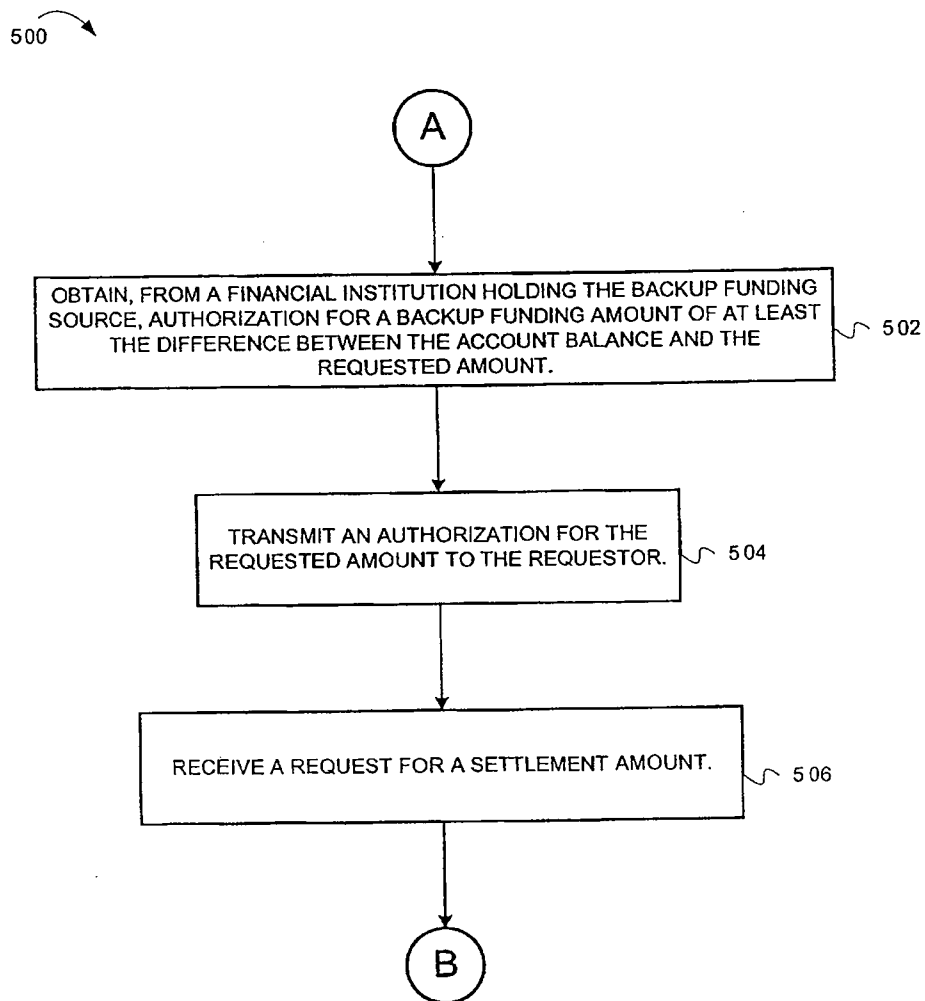 500
A
OBTAIN, FROM A FINANCIAL INSTITUTION HOLDING THE BACKUP FUNDING
SOURCE, AUTHORIZATION FOR A BACKUP FUNDING AMOUNT OF AT LEAST
THE DIFFERENCE BETWEEN THE ACCOUNT BALANCE AND THE
REQUESTED AMOUNT.
502
TRANSMIT AN AUTHORIZATION FOR THE
REQUESTED AMOUNT TO THE REQUESTOR.
504
RECEIVE A REQUEST FOR A SETTLEMENT AMOUNT.
506
B